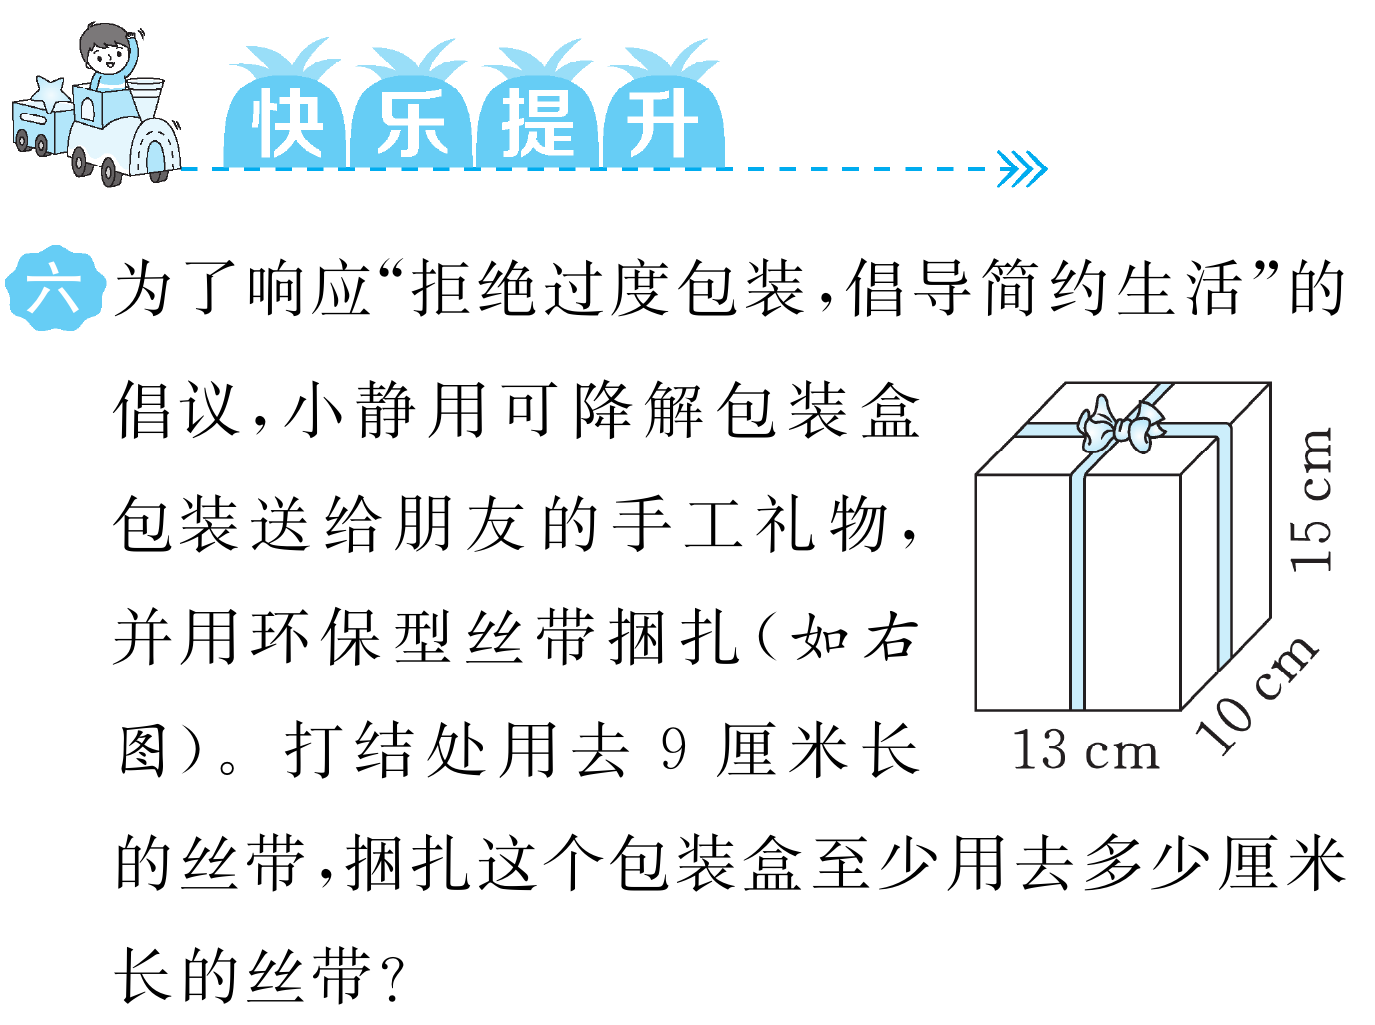 快乐提升
六 为了响应“拒绝过度包装,倡导简约生活”的
倡议,小静用可降解包装盒
包装送给朋友的手工礼物,
并用环保型丝带捆扎(如右
图)。打结处用去 9 厘米长
的丝带,捆扎这个包装盒至少用去多少厘米
长的丝带?
15 cm
10 cm
13 cm